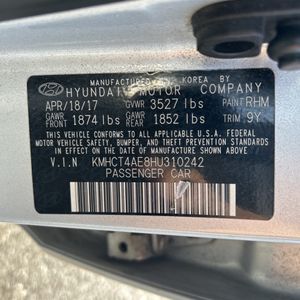 MANUFACTURED IN KOREA BY
HYUNDAI MOTOR COMPANY
APR/18/17 GVWR 3527 lbs PAINT RHM
GAWR FRONT 1874 lbs GAWR REAR 1852 lbs TRIM 9Y
THIS VEHICLE CONFORMS TO ALL APPLICABLE FEDERAL
MOTOR VEHICLE SAFETY, BUMPER,
AND THEFT PREVENTION STANDARDS IN EFFECT ON THE
DATE OF MANUFACTURE SHOWN ABOVE.
V.I.N KMHCT4AE8HU310242
PASSENGER CAR